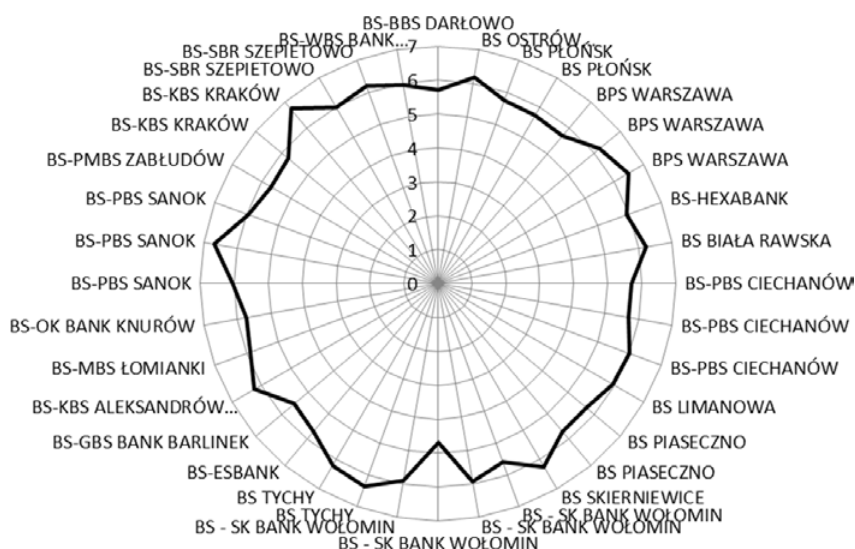 BS-BBS DARŁOWO
BS OSTRÓW
BS PŁOŃSK
BS PŁOŃSK
BPS WARSZAWA
BPS WARSZAWA
BPS WARSZAWA
BS-HEXABANK
BS BIAŁA RAWSKA
BS-PBS CIECHANÓW
BS-PBS CIECHANÓW
BS-PBS CIECHANÓW
BS LIMANOWA
BS PIASECZNO
BS PIASECZNO
BS SKIERNIEWICE
BS - SK BANK WOŁOMIN
BS - SK BANK WOŁOMIN
BS - SK BANK WOŁOMIN
BS - SK BANK WOŁOMIN
BS TYCHY
BS TYCHY
BS-ESBANK
BS-GBS BANK BARLINEK
BS-KBS ALEKSANDRÓW...
BS-MBS ŁOMIANKI
BS-OK BANK KNURÓW
BS-PBS SANOK
BS-PBS SANOK
BS-PBS SANOK
BS-PMBS ZABŁUDÓW
BS-KBS KRAKÓW
BS-KBS KRAKÓW
BS-SBR SZEPIETOWO
BS-SBR SZEPIETOWO
BS-WBS BANK...
7
6
5
4
3
2
1
0